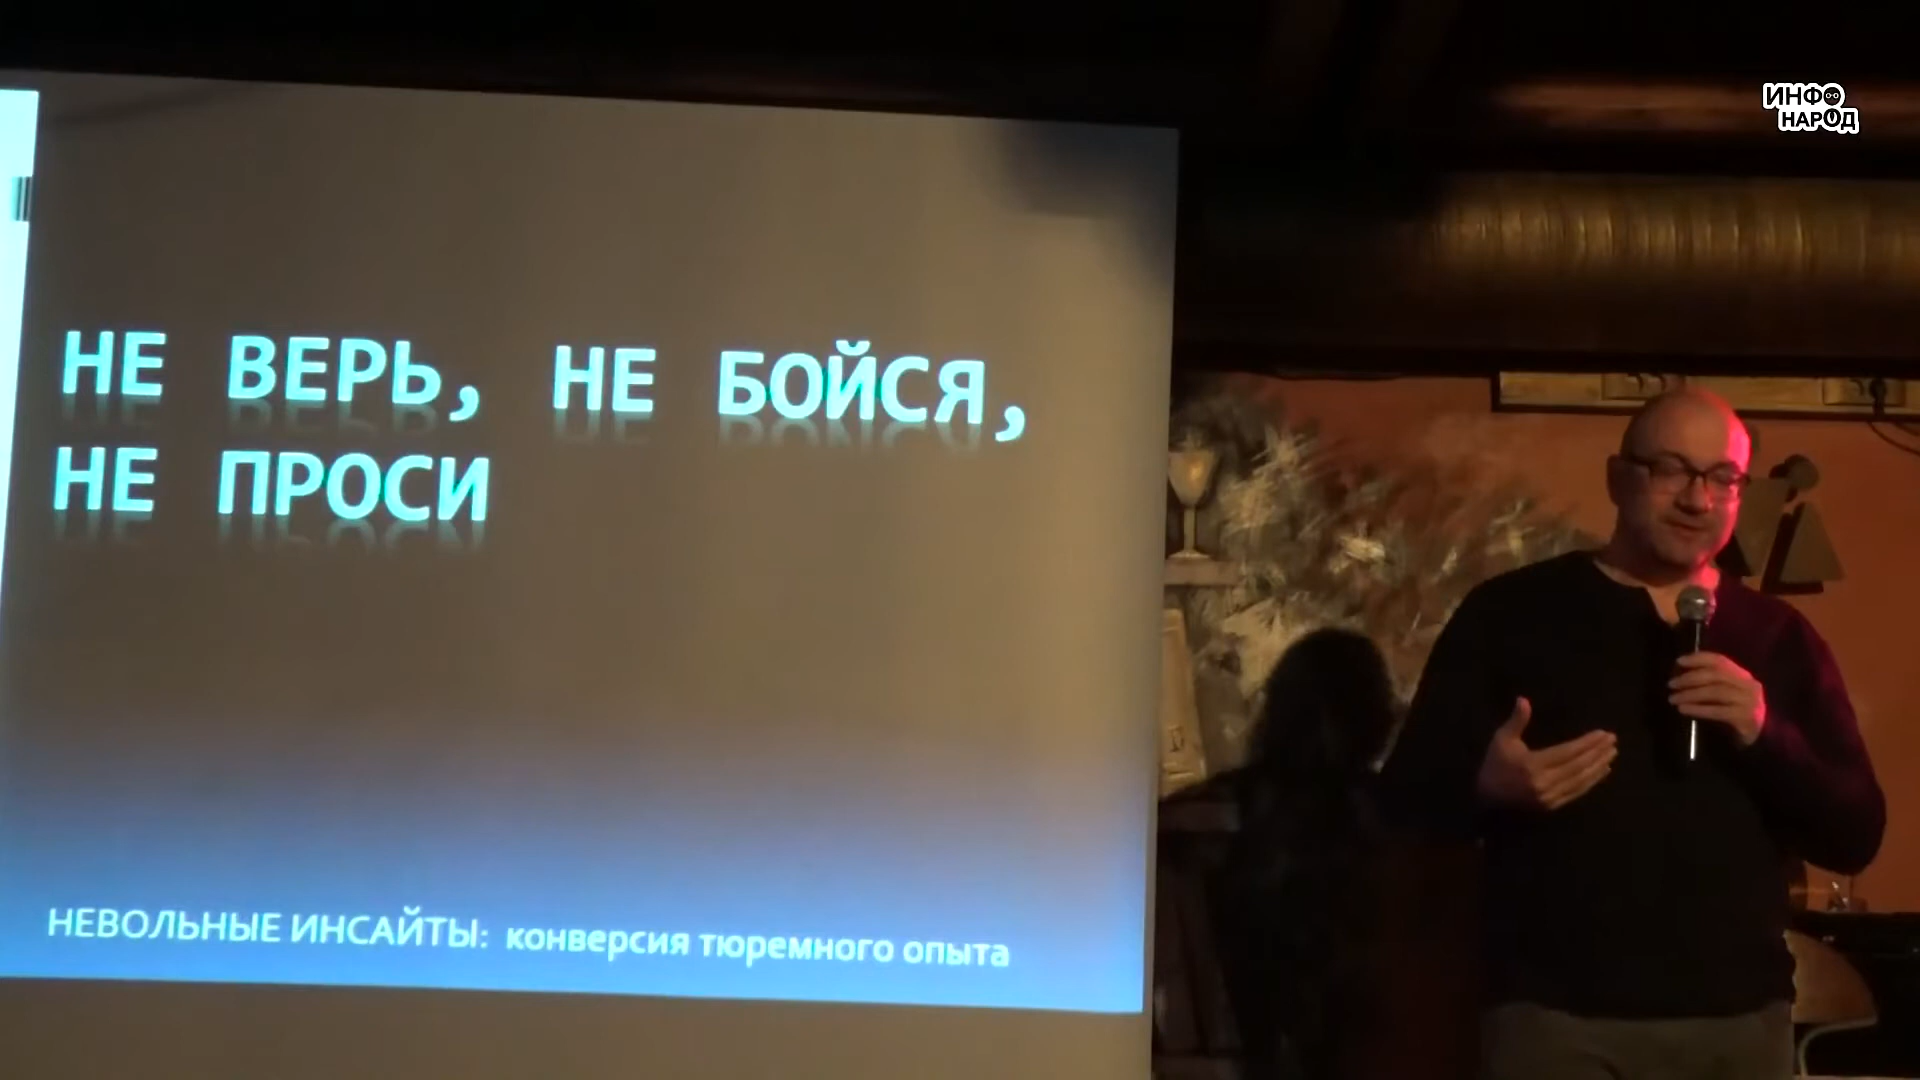 ИНФО
НАРОД
НЕ ВЕРЬ, НЕ БОЙСЯ,
НЕ ПРОСИ
НЕВОЛЬНЫЕ ИНСАЙТЫ: конверсия тюремного опыта